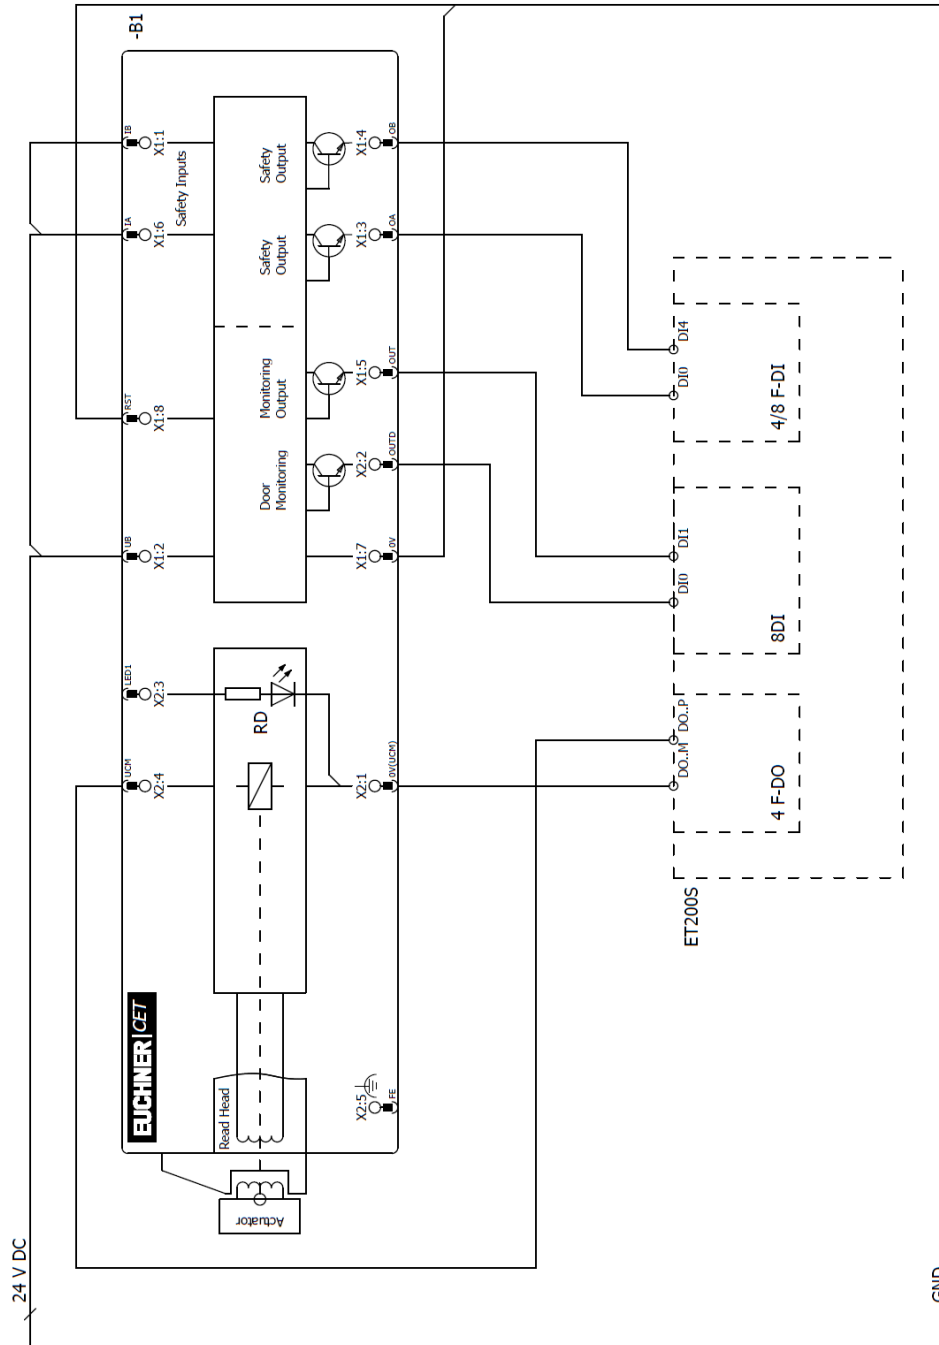 -B1
IB
X1:1
IA
X1:6
Safety Inputs
RST
X1:8
UB
X1:2
LED1
X2:3
UCM
X2:4
Safety
Output
Safety
Output
Monitoring
Output
Door
Monitoring
RD
X1:4
OB
X1:3
OA
X1:5
OUT
X2:2
OUTD
X1:7
0V
X2:1
0V(UCM)
X2:5
FE
EUCHNER CET
Read Head
Actuator
DI4
DI0
4/8 F-DI
DI1
DI0
8DI
DO..P
DO..M
4 F-DO
ET200S
24 V DC
GND